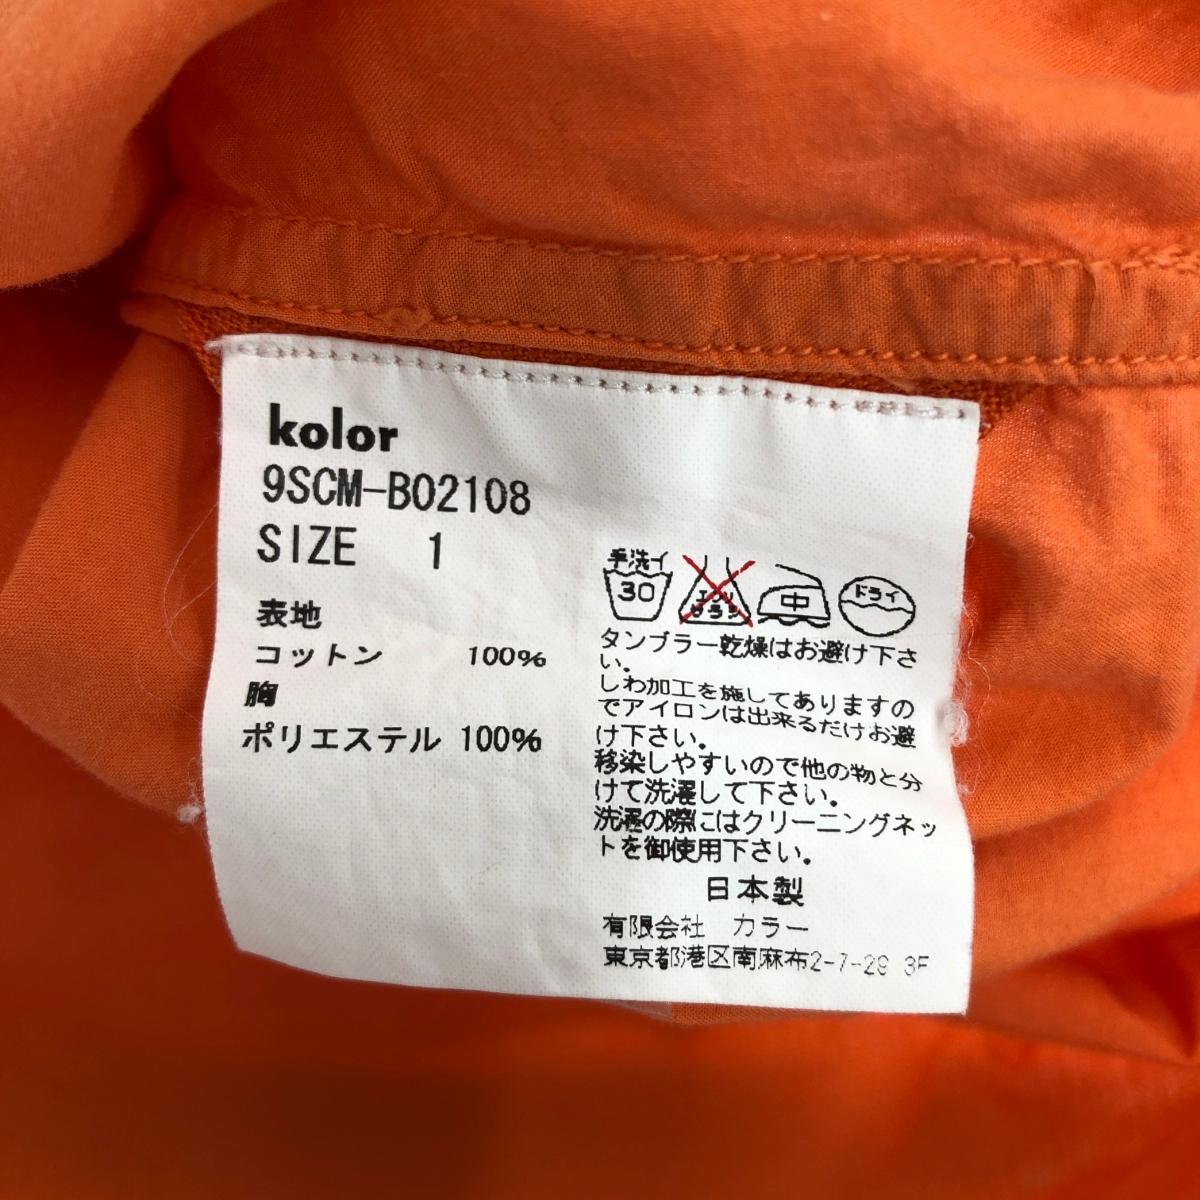 kolor
9SCM-B02108
SIZE 1
表地
コットン 100%
胸
ポリエステル 100%
手洗イ
30
エンソ
サラシ
中
ドライ
タンブラー乾燥はお避け下さ
い。
しわ加工を施してありますの
でアイロンは出来るだけお避
け下さい。
移染しやすいので他の物と分
けて洗濯して下さい。
洗濯の際にはクリーニングネッ
トを御使用下さい。
日本製
有限会社 カラー
東京都港区南麻布2-7-29 3F